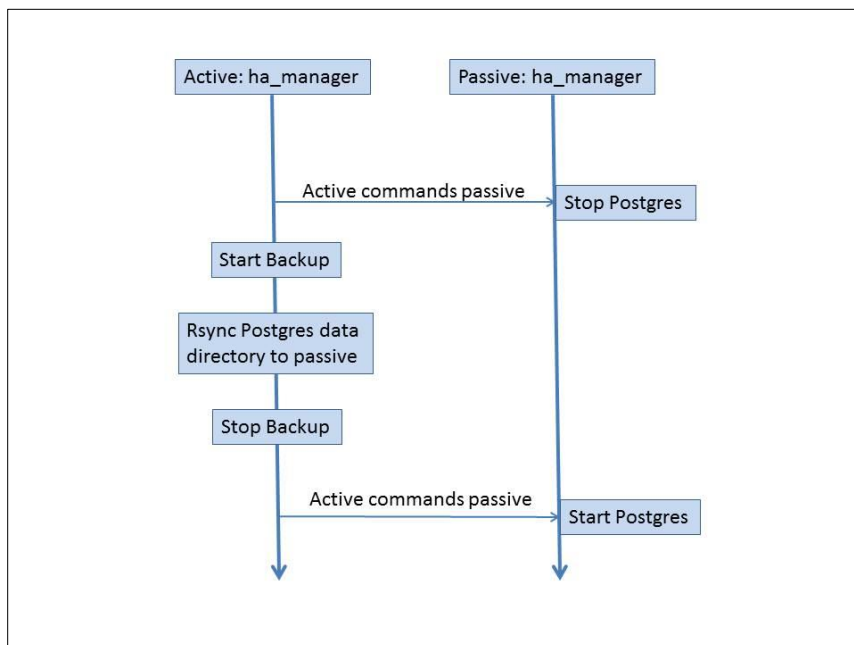 Active: ha_manager
Passive: ha_manager
Active commands passive
Stop Postgres
Start Backup
Rsync Postgres data
directory to passive
Stop Backup
Active commands passive
Start Postgres